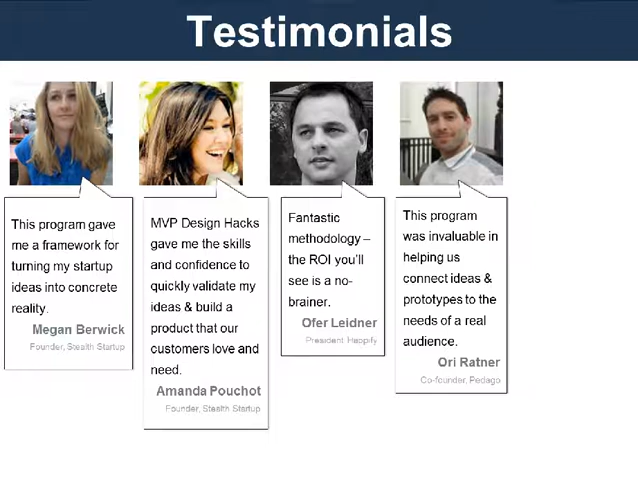 Testimonials
This program gave
me a framework for
turning my startup
ideas into concrete
reality.
Megan Berwick
Founder, Stealth Startup
MVP Design Hacks
gave me the skills
and confidence to
quickly validate my
ideas & build a
product that our
customers love and
need.
Amanda Pouchot
Founder, Stealth Startup
Fantastic
methodology –
the ROI you'll
see is a no-
brainer.
Ofer Leidner
President, Happify
This program
was invaluable in
helping us
connect ideas &
prototypes to the
needs of a real
audience.
Ori Ratner
Co-founder, Pedago